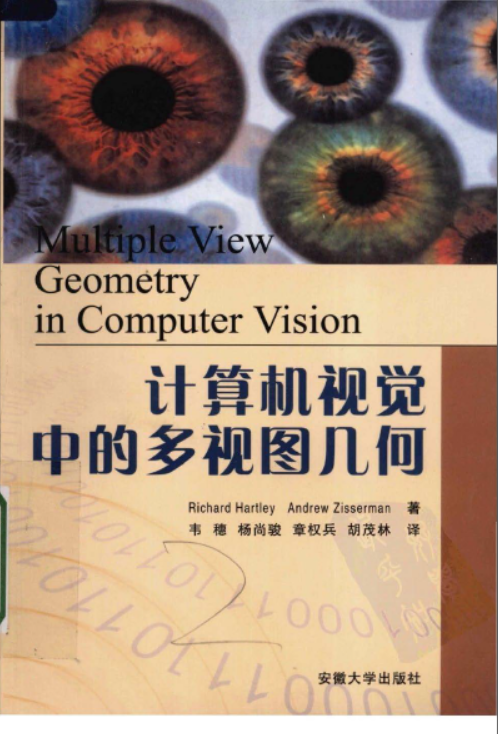 Multiple View
Geometry
in Computer Vision
计算机视觉
中的多视图几何
Richard Hartley Andrew Zisserman 著
韦 穗 杨尚骏 章权兵 胡茂林 译
2
安徽大学出版社